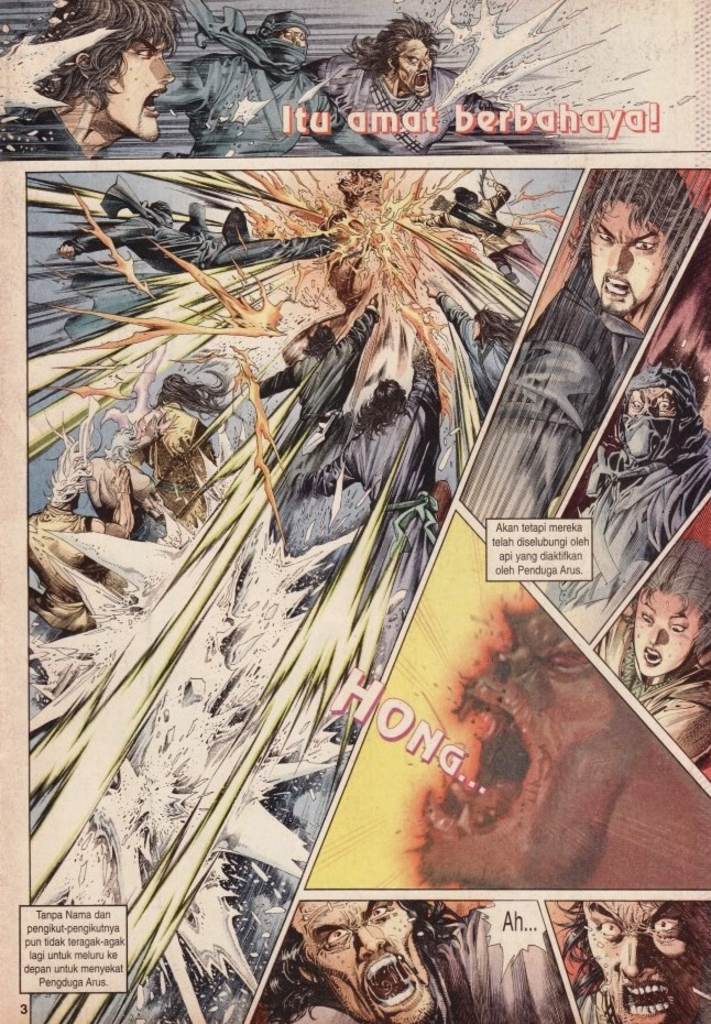 Itu amat berbahaya!
Akan tetapi mereka
telah diselubungi oleh
api yang diaktifkan
oleh Penduga Arus.
HONG...
Tanpa Nama dan
pengikut-pengikutnya
pun tidak teragak-agak
lagi untuk meluru ke
depan untuk menyekat
Pengduga Arus.
Ah...
3